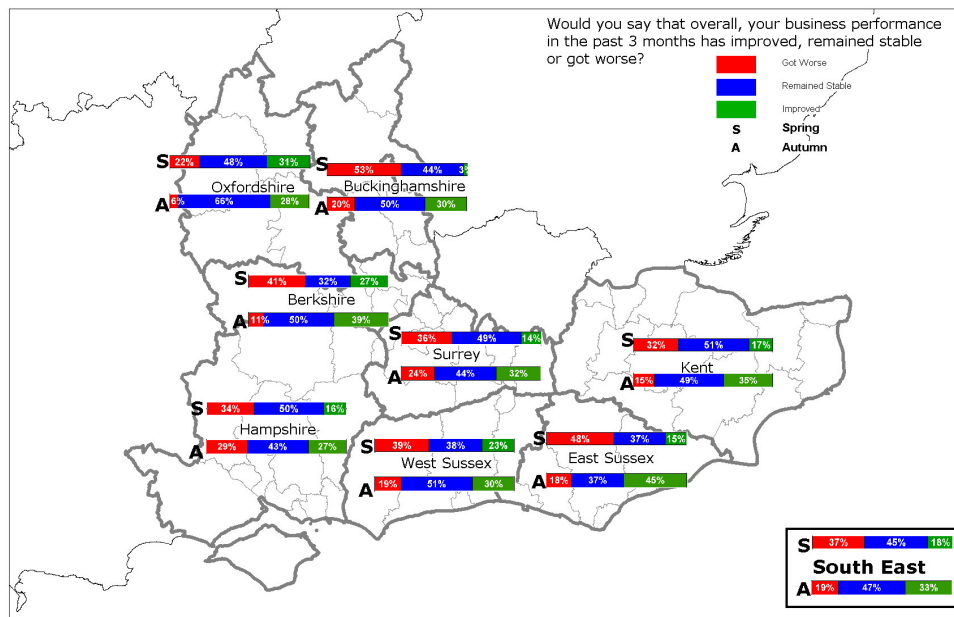 Would you say that overall, your business performance
in the past 3 months has improved, remained stable
or got worse?
Got Worse
Remained Stable
Improved
S Spring
A Autumn
S 22% 48% 31%
Oxfordshire
A 6% 66% 28%
S 53% 44% 3%
Buckinghamshire
A 20% 50% 30%
S 41% 32% 27%
Berkshire
A 11% 50% 39%
S 36% 49% 14%
Surrey
A 24% 44% 32%
S 32% 51% 17%
Kent
A 15% 49% 35%
S 34% 50% 16%
Hampshire
A 29% 43% 27%
S 39% 38% 23%
West Sussex
A 19% 51% 30%
S 48% 37% 15%
East Sussex
A 18% 37% 45%
S 37% 45% 18%
South East
A 19% 47% 33%